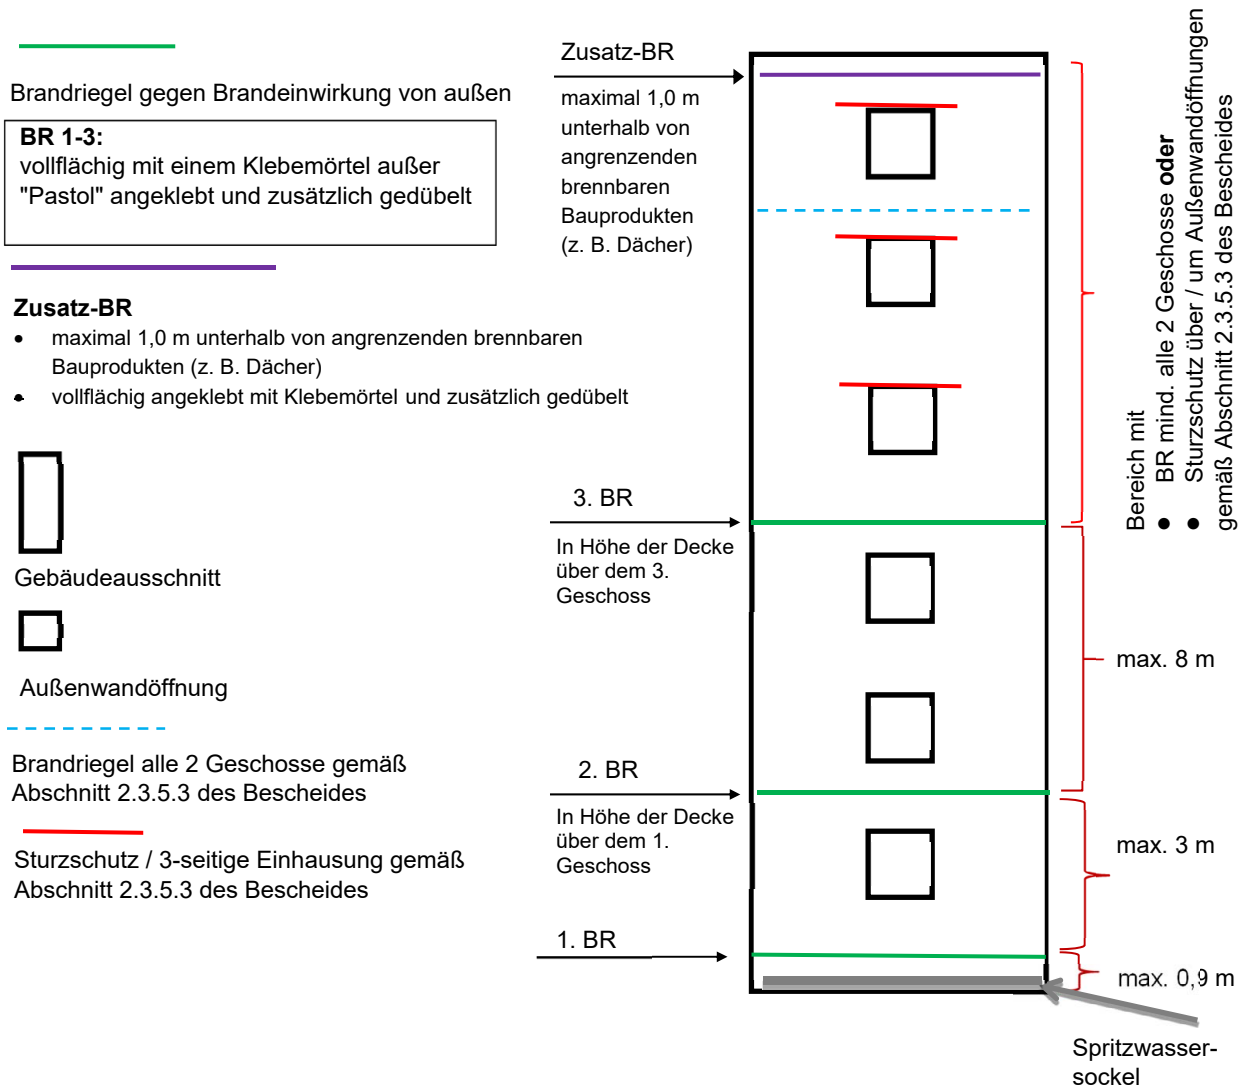 Brandriegel gegen Brandeinwirkung von außen
BR 1-3:
vollflächig mit einem Klebemörtel außer
"Pastol" angeklebt und zusätzlich gedübelt
Zusatz-BR
• maximal 1,0 m unterhalb von angrenzenden brennbaren
Bauprodukten (z. B. Dächer)
• vollflächig angeklebt mit Klebemörtel und zusätzlich gedübelt
Gebäudeausschnitt
Außenwandöffnung
Brandriegel alle 2 Geschosse gemäß
Abschnitt 2.3.5.3 des Bescheides
Sturzschutz / 3-seitige Einhausung gemäß
Abschnitt 2.3.5.3 des Bescheides
Zusatz-BR
maximal 1,0 m
unterhalb von
angrenzenden
brennbaren
Bauprodukten
(z. B. Dächer)
3. BR
In Höhe der Decke
über dem 3.
Geschoss
2. BR
In Höhe der Decke
über dem 1.
Geschoss
1. BR
Bereich mit
● BR mind. alle 2 Geschosse oder
● Sturzschutz über / um Außenwandöffnungen
gemäß Abschnitt 2.3.5.3 des Bescheides
max. 8 m
max. 3 m
max. 0,9 m
Spritzwasser-
sockel